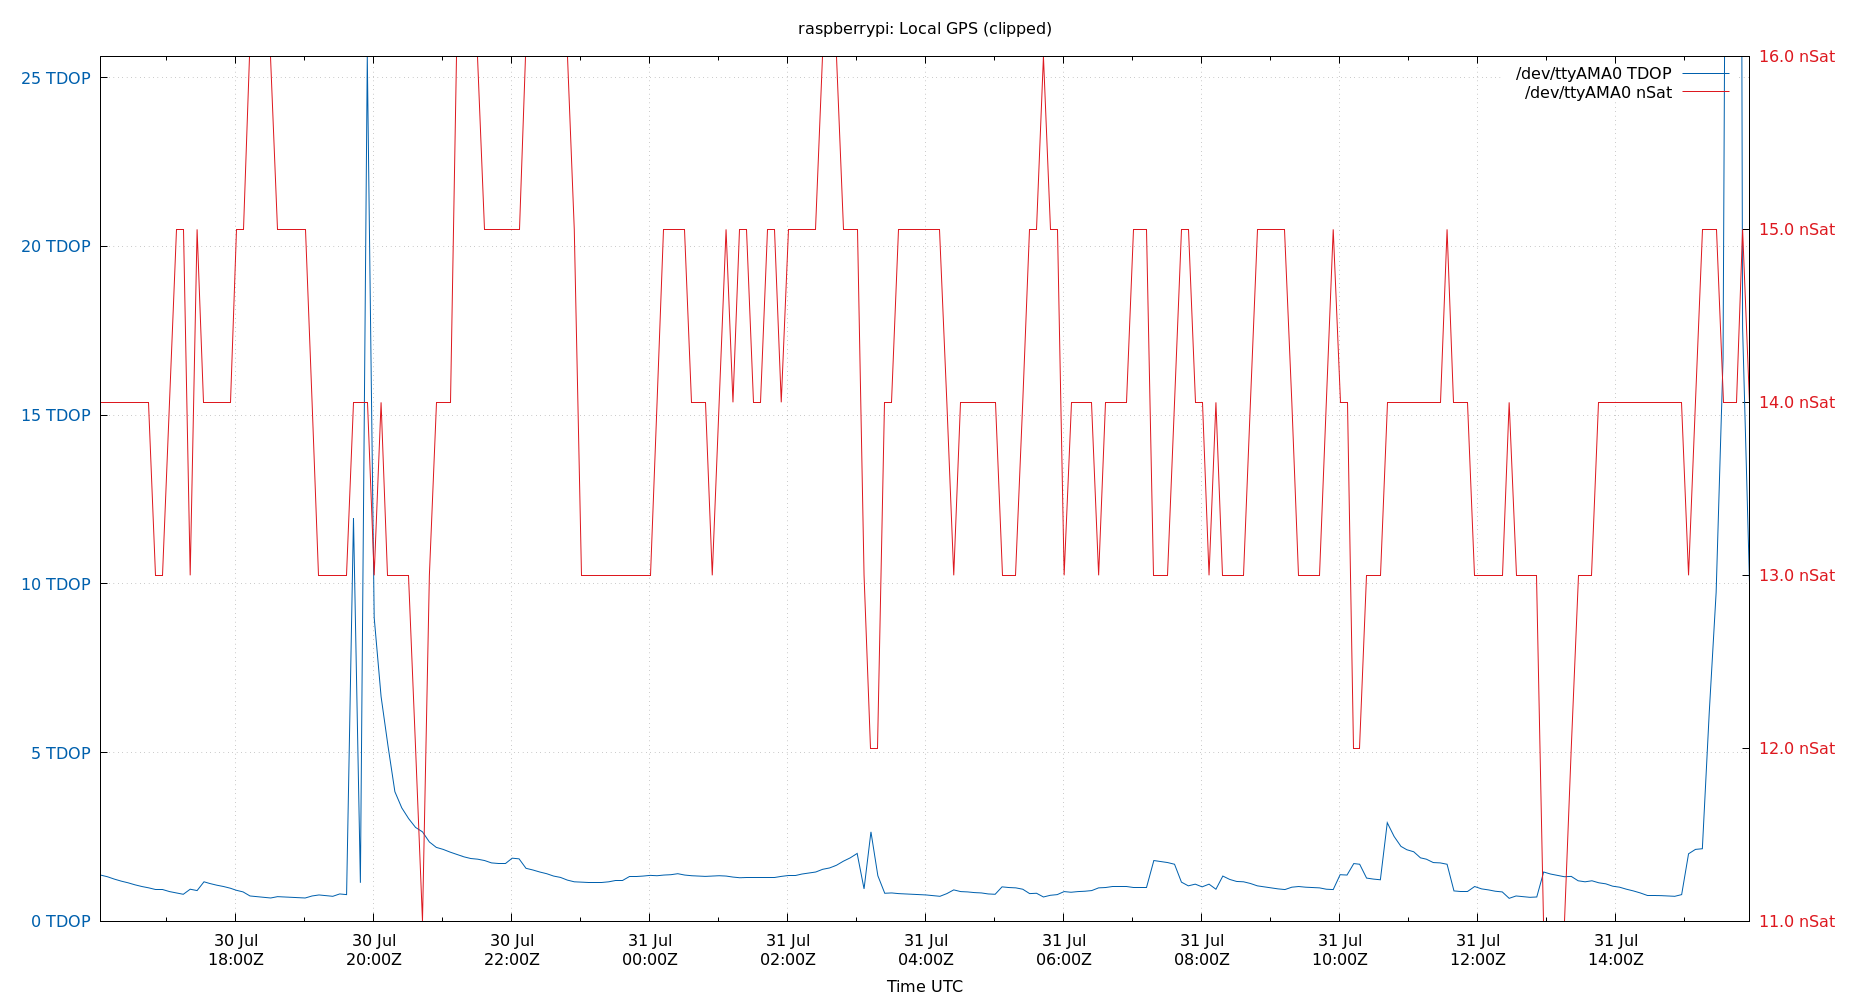 raspberrypi: Local GPS (clipped)
/dev/ttyAMA0 TDOP
/dev/ttyAMA0 nSat
25 TDOP
20 TDOP
15 TDOP
10 TDOP
5 TDOP
0 TDOP
16.0 nSat
15.0 nSat
14.0 nSat
13.0 nSat
12.0 nSat
11.0 nSat
30 Jul
18:00Z
30 Jul
20:00Z
30 Jul
22:00Z
31 Jul
00:00Z
31 Jul
02:00Z
31 Jul
04:00Z
31 Jul
06:00Z
31 Jul
08:00Z
31 Jul
10:00Z
31 Jul
12:00Z
31 Jul
14:00Z
Time UTC